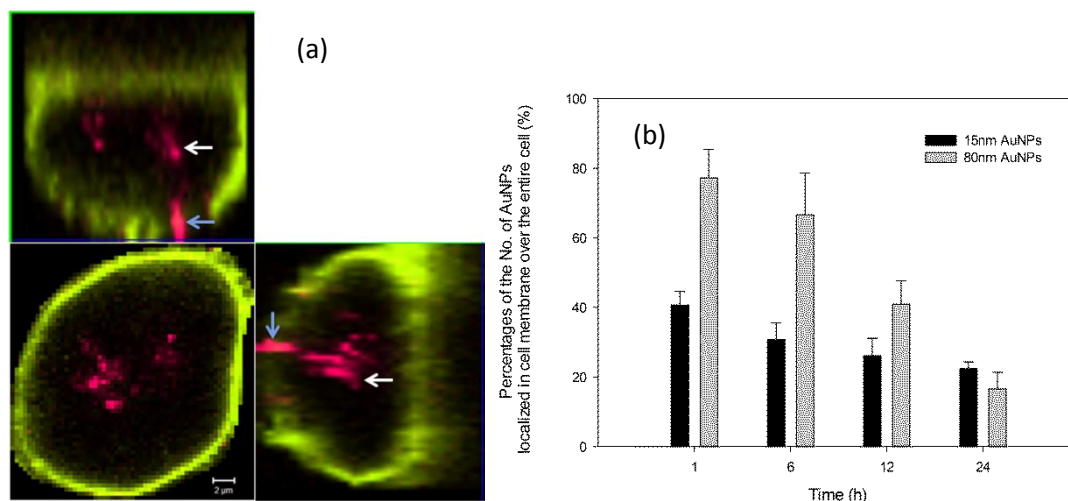 (a)
2 µm
(b)
Percentages of the No. of AuNPs
localized in cell membrane over the entire cell (%)
100
80
60
40
20
0
15nm AuNPs
80nm AuNPs
1 6 12 24
Time (h)